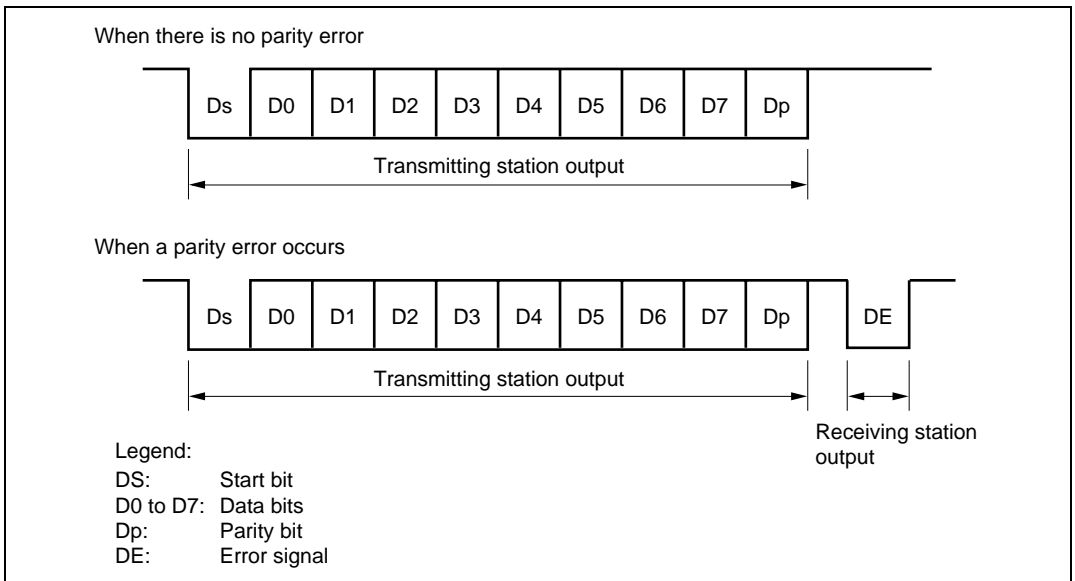 When there is no parity error
Ds D0 D1 D2 D3 D4 D5 D6 D7 Dp
Transmitting station output
When a parity error occurs
Ds D0 D1 D2 D3 D4 D5 D6 D7 Dp DE
Transmitting station output
Receiving station
output
Legend:
DS: Start bit
D0 to D7: Data bits
Dp: Parity bit
DE: Error signal